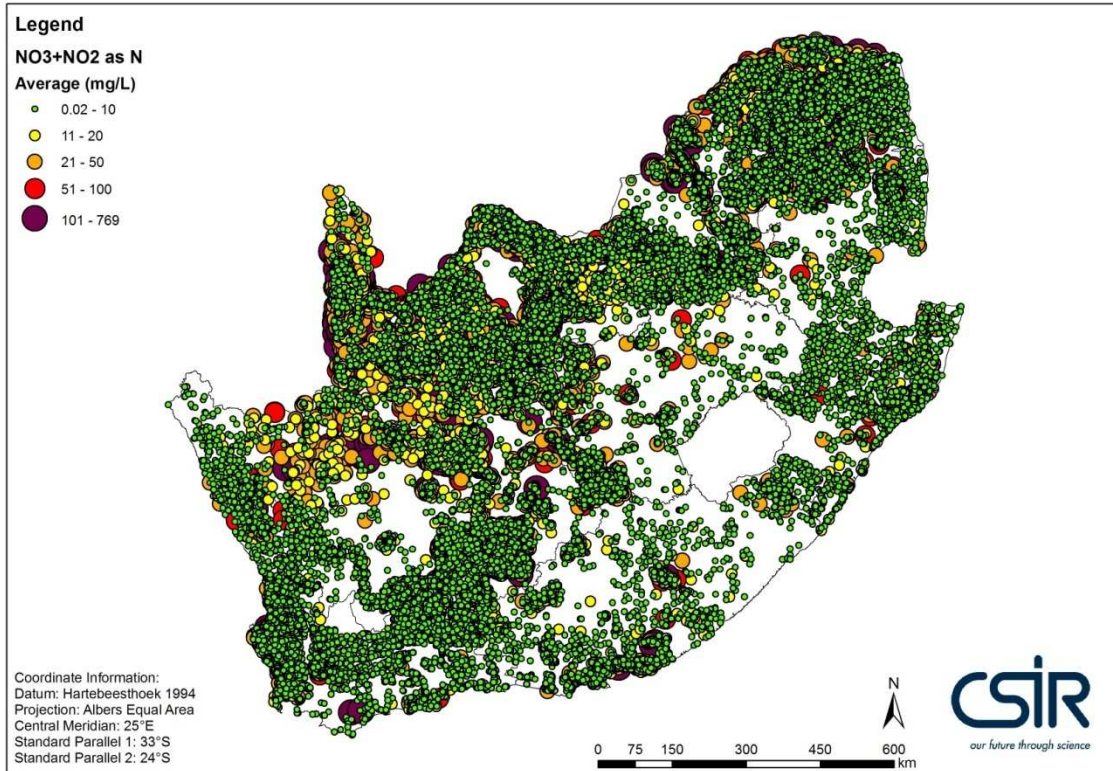 Legend
NO3+NO2 as N
Average (mg/L)
0.02 - 10
11 - 20
21 - 50
51 - 100
101 - 769
Coordinate Information:
Datum: Hartebeesthoek 1994
Projection: Albers Equal Area
Central Meridian: 25°E
Standard Parallel 1: 33°S
Standard Parallel 2: 24°S
N
0 75 150 300 450 600
km
CSIR
our future through science